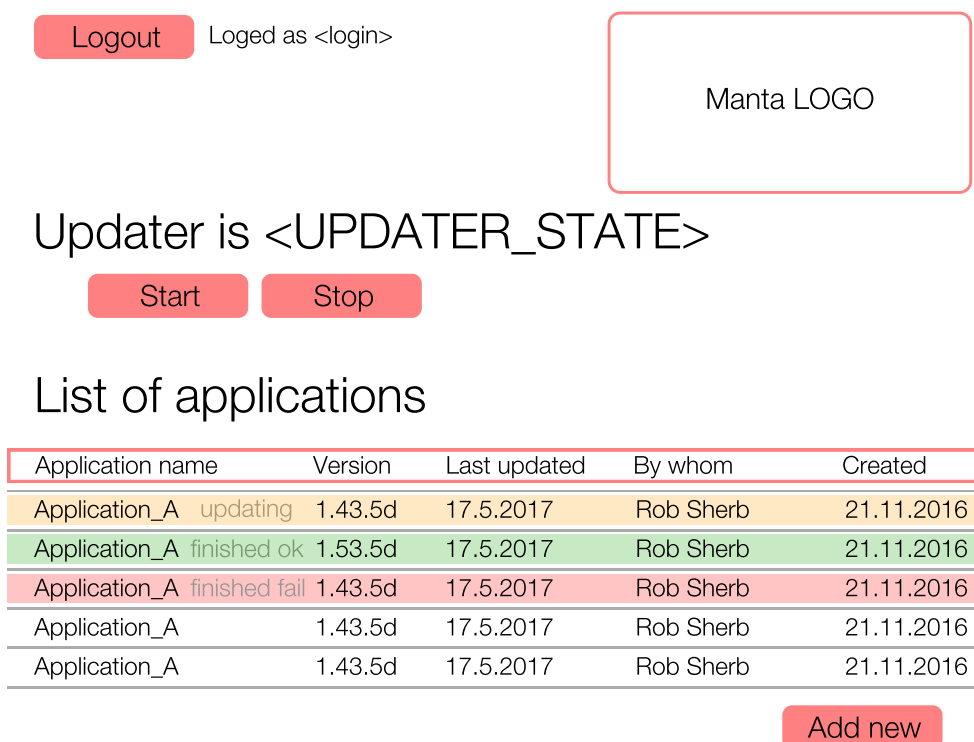 Logout Loged as <login>
Manta LOGO
Updater is <UPDATER_STATE>
Start Stop
List of applications
Application name Version Last updated By whom Created
Application_A updating 1.43.5d 17.5.2017 Rob Sherb 21.11.2016
Application_A finished ok 1.53.5d 17.5.2017 Rob Sherb 21.11.2016
Application_A finished fail 1.43.5d 17.5.2017 Rob Sherb 21.11.2016
Application_A 1.43.5d 17.5.2017 Rob Sherb 21.11.2016
Application_A 1.43.5d 17.5.2017 Rob Sherb 21.11.2016
Add new